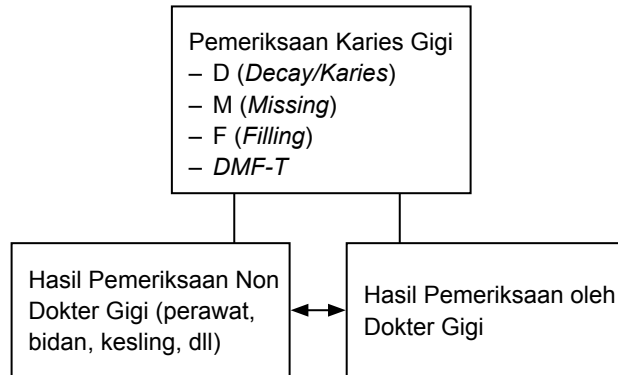 Pemeriksaan Karies Gigi
– D (Decay/Karies)
– M (Missing)
– F (Filling)
– DMF-T
Hasil Pemeriksaan Non
Dokter Gigi (perawat,
bidan, kesling, dll)
Hasil Pemeriksaan oleh
Dokter Gigi